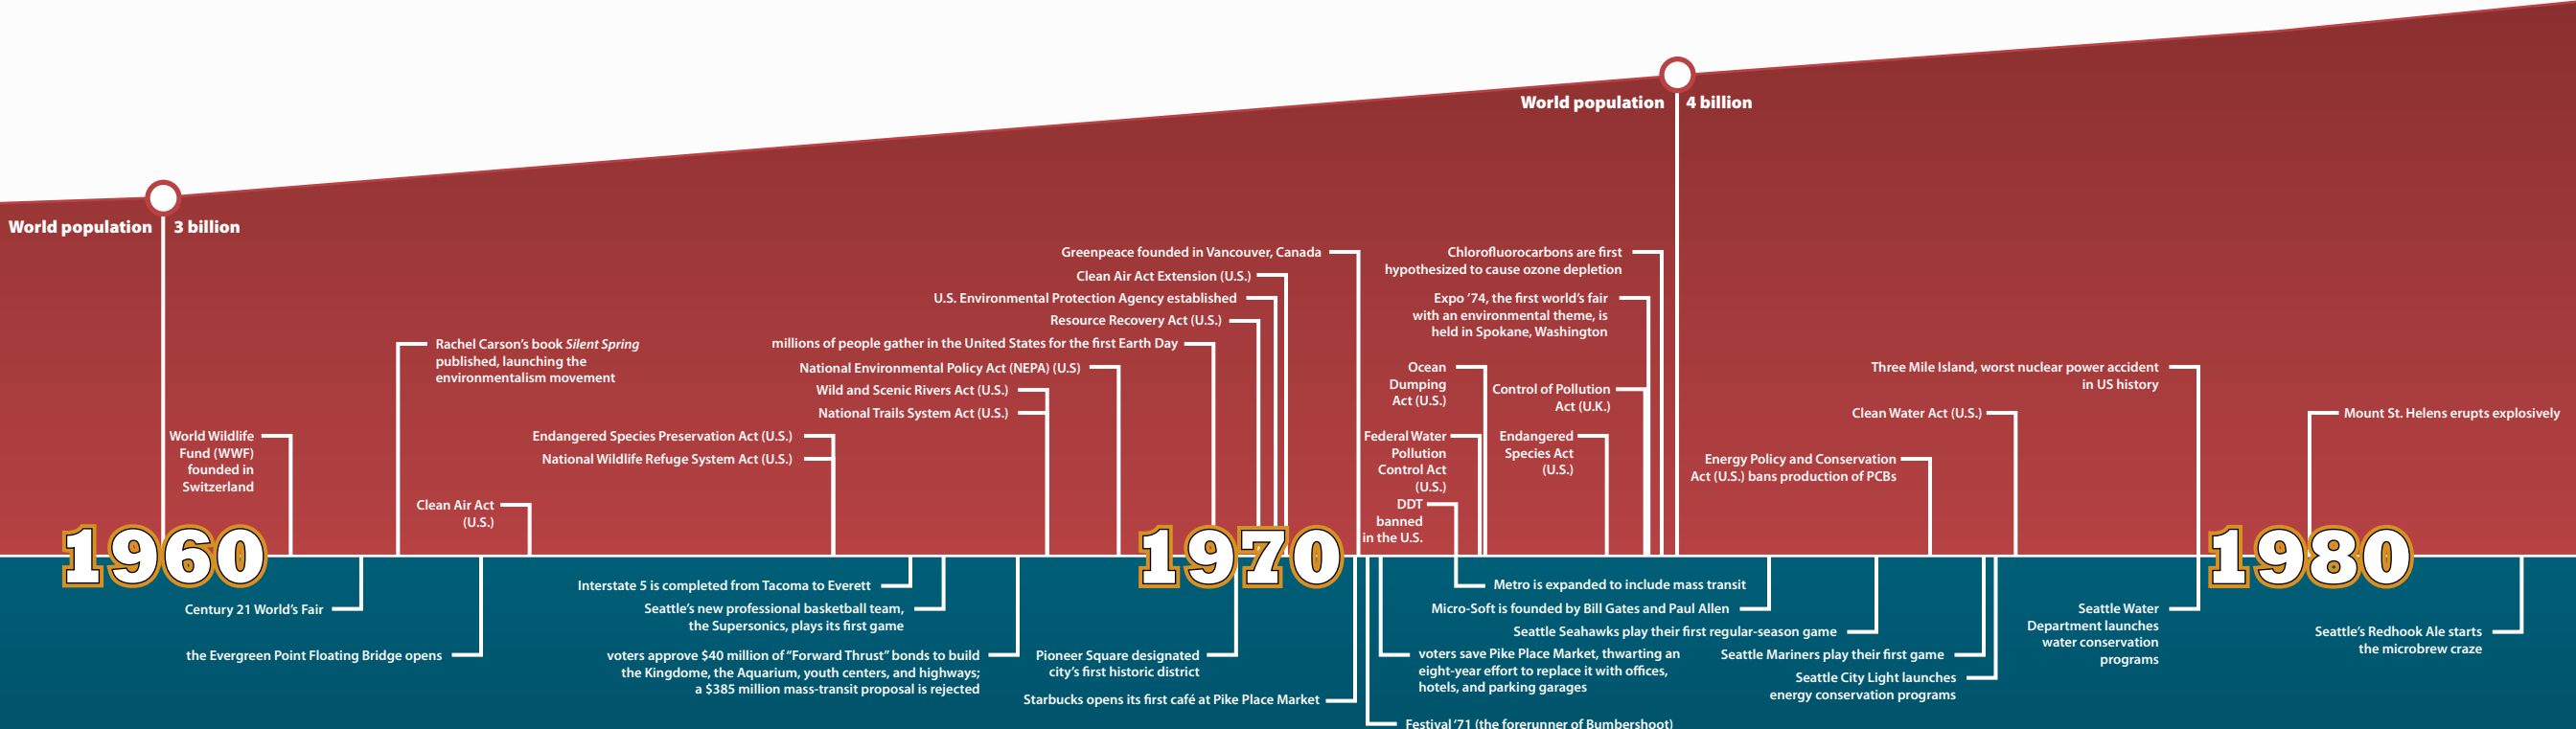 World population 4 billion
World population 3 billion
Greenpeace founded in Vancouver, Canada
Clean Air Act Extension (U.S.)
U.S. Environmental Protection Agency established
Resource Recovery Act (U.S.)
millions of people gather in the United States for the first Earth Day
National Environmental Policy Act (NEPA) (U.S)
Wild and Scenic Rivers Act (U.S.)
National Trails System Act (U.S.)
Endangered Species Preservation Act (U.S.)
National Wildlife Refuge System Act (U.S.)
Rachel Carson’s book Silent Spring
published, launching the
environmentalism movement
World Wildlife
Fund (WWF)
founded in
Switzerland
Clean Air Act
(U.S.)
Chlorofluorocarbons are first
hypothesized to cause ozone depletion
Expo ’74, the first world’s fair
with an environmental theme, is
held in Spokane, Washington
Ocean
Dumping
Act (U.S.)
Control of Pollution
Act (U.K.)
Federal Water
Pollution
Control Act
(U.S.)
Endangered
Species Act
(U.S.)
DDT
banned
in the U.S.
Three Mile Island, worst nuclear power accident
in US history
Clean Water Act (U.S.)
Energy Policy and Conservation
Act (U.S.) bans production of PCBs
Mount St. Helens erupts explosively
1960
1970
1980
Century 21 World’s Fair
the Evergreen Point Floating Bridge opens
Interstate 5 is completed from Tacoma to Everett
Seattle’s new professional basketball team,
the Supersonics, plays its first game
voters approve $40 million of “Forward Thrust” bonds to build
the Kingdome, the Aquarium, youth centers, and highways;
a $385 million mass-transit proposal is rejected
Pioneer Square designated
city’s first historic district
Starbucks opens its first café at Pike Place Market
Metro is expanded to include mass transit
Micro-Soft is founded by Bill Gates and Paul Allen
Seattle Seahawks play their first regular-season game
voters save Pike Place Market, thwarting an
eight-year effort to replace it with offices,
hotels, and parking garages
Festival ’71 (the forerunner of Bumbershoot)
Seattle Mariners play their first game
Seattle City Light launches
energy conservation programs
Seattle Water
Department launches
water conservation
programs
Seattle’s Redhook Ale starts
the microbrew craze